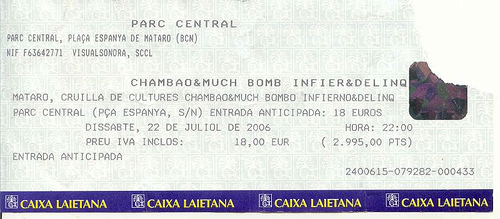 PARC CENTRAL
PARC CENTRAL, PLAÇA ESPANYA DE MATARO (BCN)
NIF F63642771 VISUALSONORA, SCCL
CHAMBAO&MUCH BOMB INFIER&DELINQ
MATARO, CRUILLA DE CULTURES CHAMBAO&MUCH BOMBO INFIERNO&DELINQ
PARC CENTRAL (PÇA ESPANYA, S/N) ENTRADA ANTICIPADA: 18 EUROS
DISSABTE, 22 DE JULIOL DE 2006 HORA: 22:00
PREU IVA INCLOS: 18,00 EUR ( 2.995,00 PTS)
ENTRADA ANTICIPADA
2400615-079282-000433
CAIXA LAIETANA CAIXA LAIETANA CAIXA LAIETANA CAIXA LAIETANA